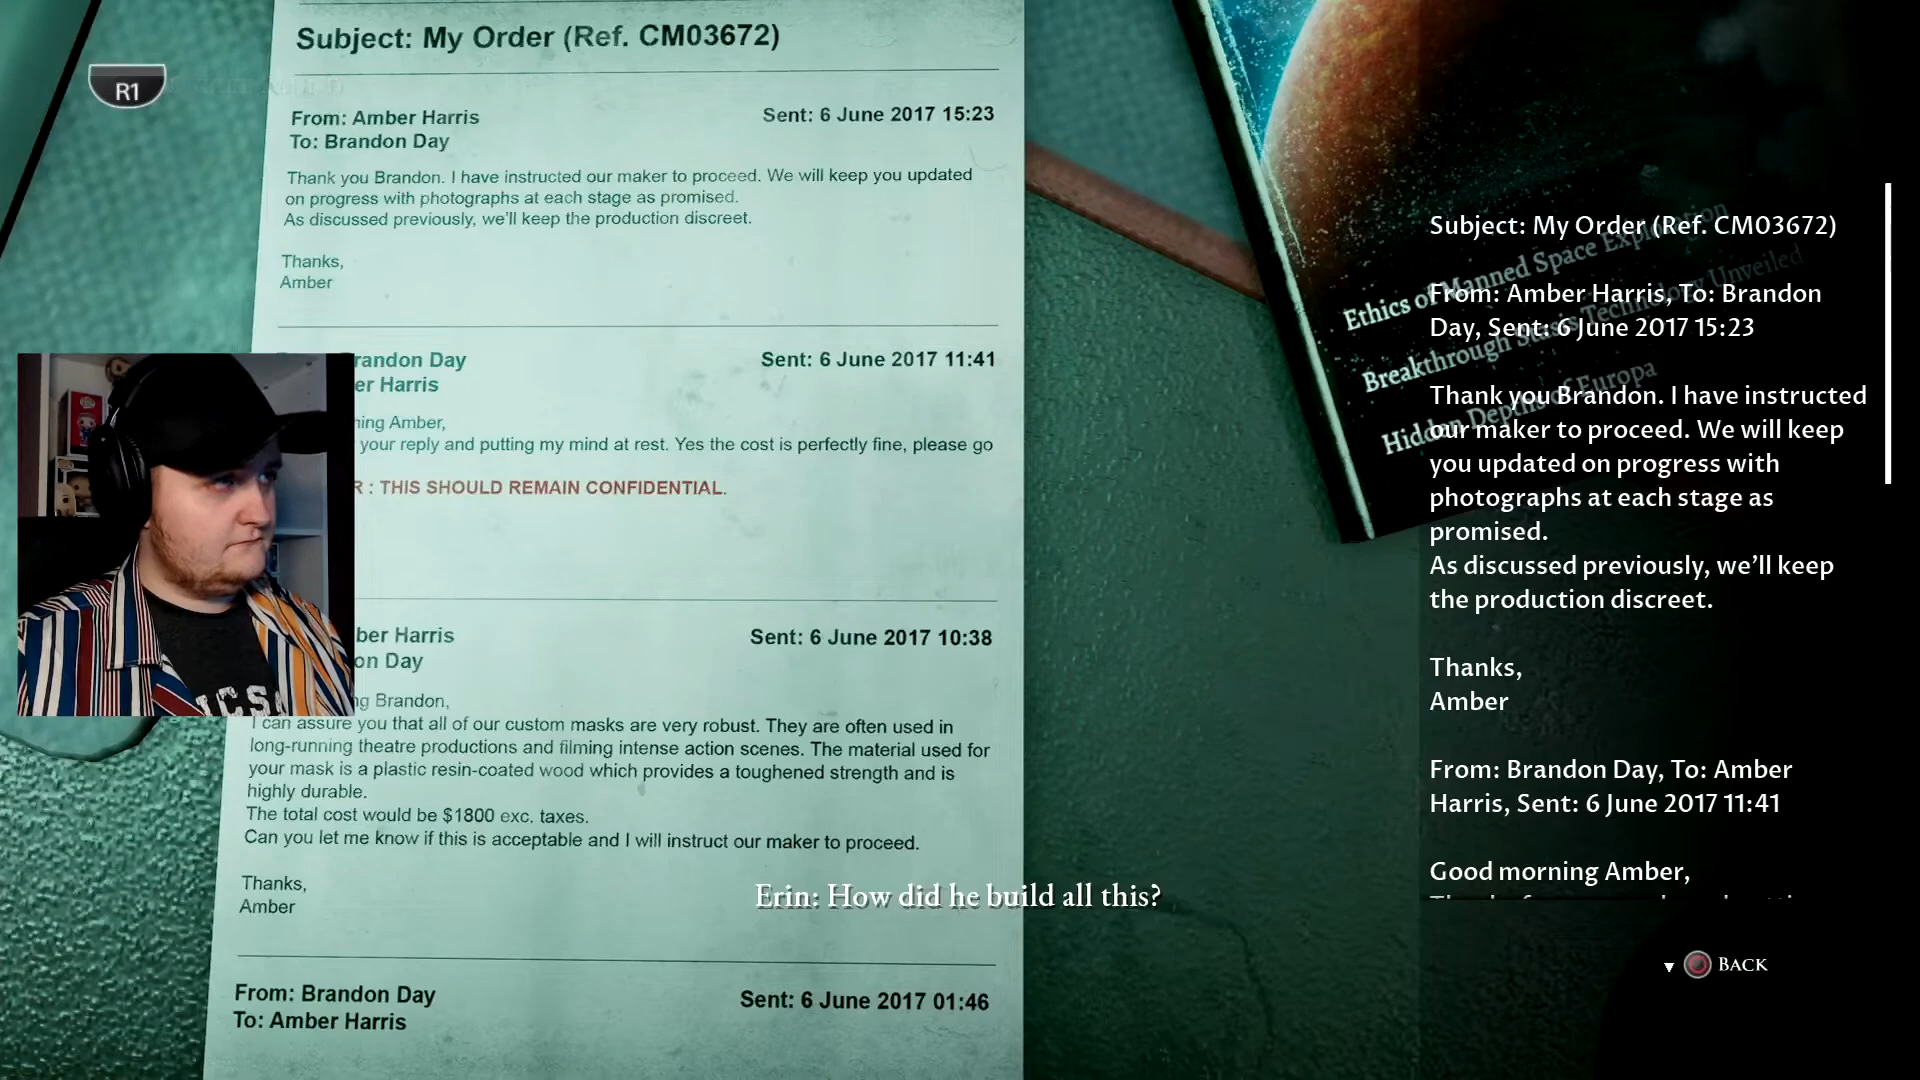 R1
Subject: My Order (Ref. CM03672)
From: Amber Harris
Sent: 6 June 2017 15:23
To: Brandon Day
Thank you Brandon. I have instructed our maker to proceed. We will keep you updated
on progress with photographs at each stage as promised.
As discussed previously, we'll keep the production discreet.
Thanks,
Amber
Day
Sent: 6 June 2017 11:41
Harris
Amber,
your reply and putting my mind at rest. Yes the cost is perfectly fine, please go
: THIS SHOULD REMAIN CONFIDENTIAL.
Harris
Sent: 6 June 2017 10:38
Day
Brandon,
I can assure you that all of our custom masks are very robust. They are often used in
long-running theatre productions and filming intense action scenes. The material used for
your mask is a plastic resin-coated wood which provides a toughened strength and is
highly durable.
The total cost would be $1800 exc. taxes.
Can you let me know if this is acceptable and I will instruct our maker to proceed.
Thanks,
Amber
From: Brandon Day
Sent: 6 June 2017 01:46
To: Amber Harris
Ethics of Manned Space Exploration
Breakthrough Stasis Technology Unveiled
Hidden Depths of Europa
Subject: My Order (Ref. CM03672)
From: Amber Harris, To: Brandon
Day, Sent: 6 June 2017 15:23
Thank you Brandon. I have instructed
our maker to proceed. We will keep
you updated on progress with
photographs at each stage as
promised.
As discussed previously, we'll keep
the production discreet.
Thanks,
Amber
From: Brandon Day, To: Amber
Harris, Sent: 6 June 2017 11:41
Good morning Amber,
Erin: How did he build all this?
BACK